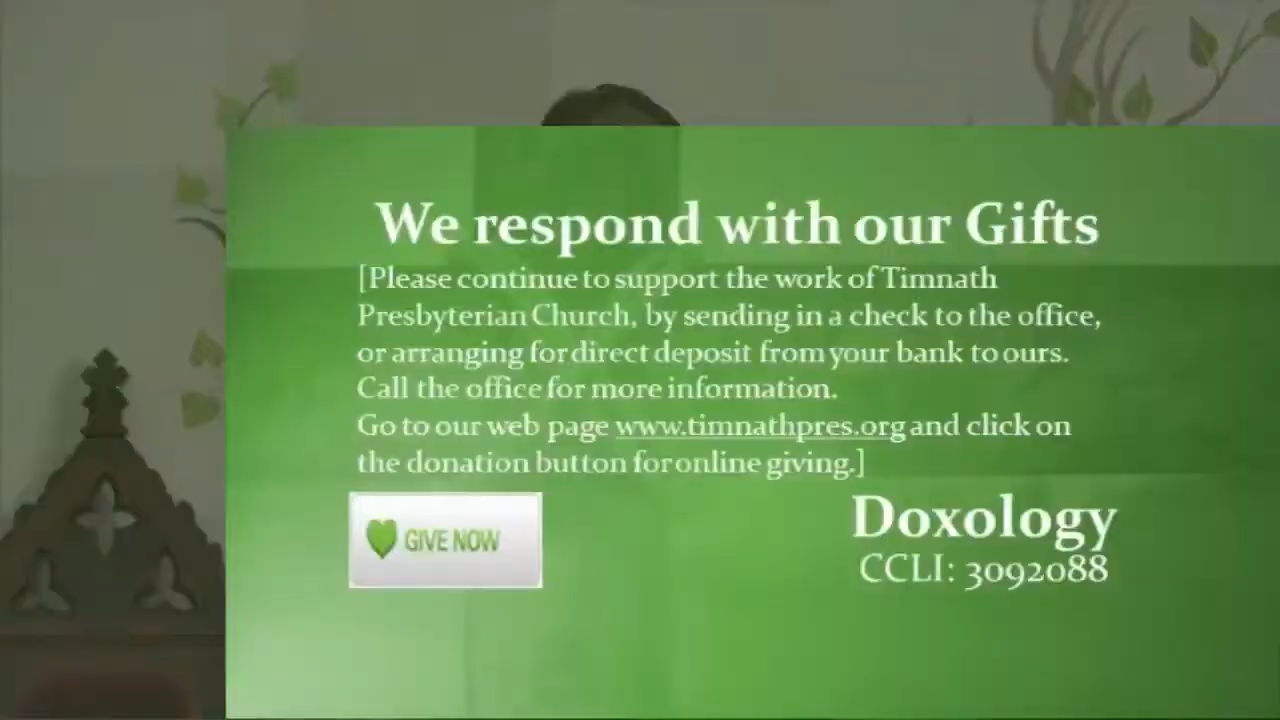 We respond with our Gifts
[Please continue to support the work of Timnath
Presbyterian Church, by sending in a check to the office,
or arranging for direct deposit from your bank to ours.
Call the office for more information.
Go to our web page www.timnathpres.org and click on
the donation button for online giving.]
GIVE NOW
Doxology
CCLI: 3092088